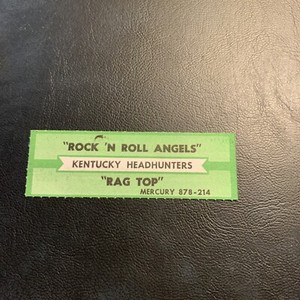 "ROCK 'N ROLL ANGELS"
KENTUCKY HEADHUNTERS
"RAG TOP"
MERCURY 878-214